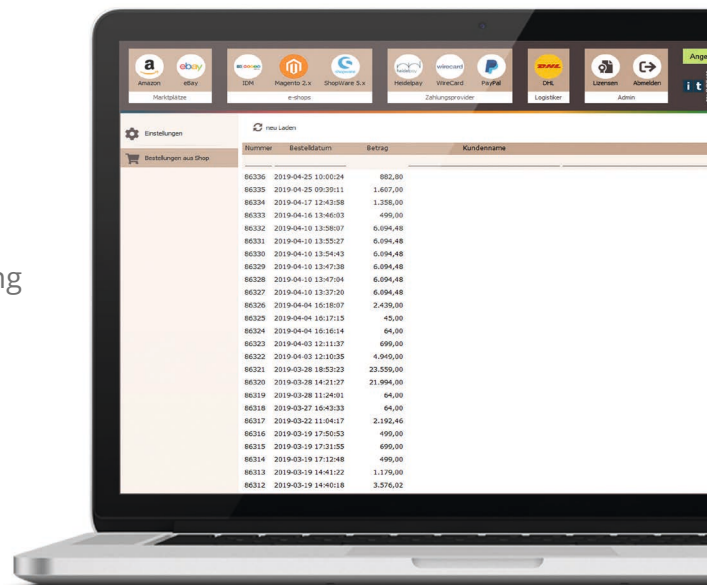 ng
a
ebay
wirecard
DHL
Ange
Amazon
eBay
IDM
Magento 2.x
ShopWare 5.x
Heidelpay
WireCard
PayPal
DHL
Lizensen
Abmelden
it
Marktplätze
e-shops
Zahlungsprovider
Logistiker
Admin
Einstellungen
neu Laden
Bestellungen aus Shop
Nummer Bestelldatum Betrag Kundenname
86336 2019-04-25 10:00:24 882,80
86335 2019-04-25 09:39:11 1.607,00
86334 2019-04-17 12:43:58 1.358,00
86333 2019-04-16 13:46:03 499,00
86332 2019-04-10 13:58:07 6.094,48
86331 2019-04-10 13:55:27 6.094,48
86330 2019-04-10 13:54:43 6.094,48
86329 2019-04-10 13:47:38 6.094,48
86328 2019-04-10 13:47:04 6.094,48
86327 2019-04-10 13:37:20 6.094,48
86326 2019-04-04 16:18:07 2.439,00
86325 2019-04-04 16:17:15 45,00
86324 2019-04-04 16:16:14 64,00
86323 2019-04-03 12:11:37 699,00
86322 2019-04-03 12:10:35 4.949,00
86321 2019-03-28 18:53:23 23.559,00
86320 2019-03-28 14:21:27 21.994,00
86319 2019-03-28 11:24:01 64,00
86318 2019-03-27 16:43:33 64,00
86317 2019-03-22 11:04:17 2.192,46
86316 2019-03-19 17:50:53 499,00
86315 2019-03-19 17:31:55 699,00
86314 2019-03-19 17:12:48 499,00
86313 2019-03-19 14:41:22 1.179,00
86312 2019-03-19 14:40:18 3.576,02